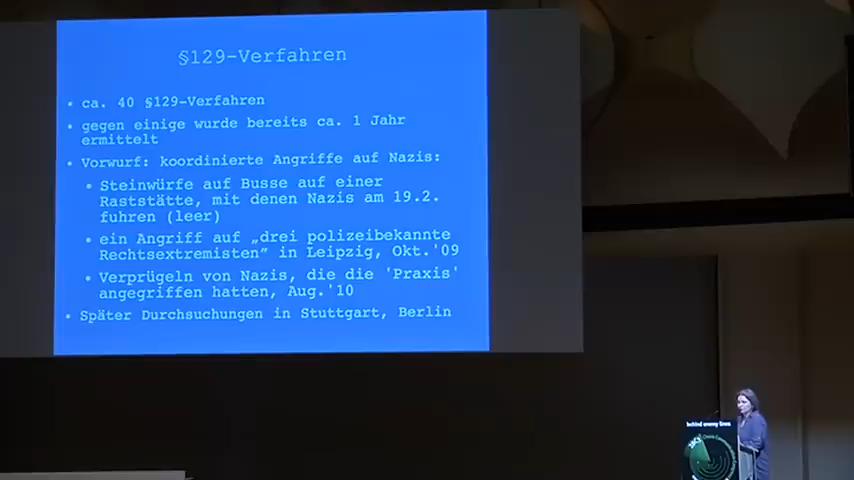 §129-Verfahren
• ca. 40 §129-Verfahren
• gegen einige wurde bereits ca. 1 Jahr
ermittelt
• Vorwurf: koordinierte Angriffe auf Nazis:
• Steinwürfe auf Busse auf einer
Raststätte, mit denen Nazis am 19.2.
fuhren (leer)
• ein Angriff auf „drei polizeibekannte
Rechtsextremisten" in Leipzig, Okt.'09
• Verprügeln von Nazis, die die 'Praxis'
angegriffen hatten, Aug.'10
• Später Durchsuchungen in Stuttgart, Berlin
behind enemy lines